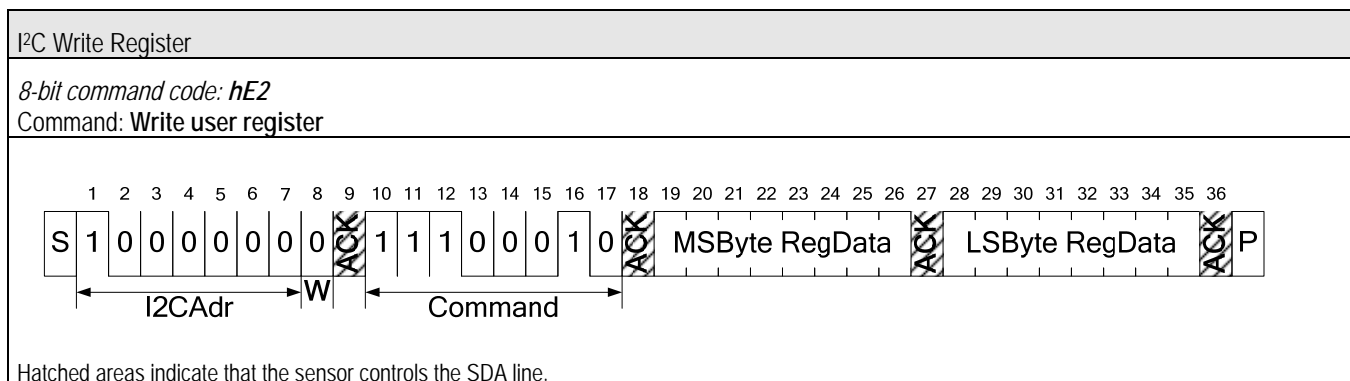 I²C Write Register
8-bit command code: hE2
Command: Write user register
1 2 3 4 5 6 7 8 9 10 11 12 13 14 15 16 17 18 19 20 21 22 23 24 25 26 27 28 29 30 31 32 33 34 35 36
S 1 0 0 0 0 0 0 0 ACK 1 1 1 0 0 0 1 0 ACK MSByte RegData ACK LSByte RegData ACK P
I2CAdr W Command
Hatched areas indicate that the sensor controls the SDA line.